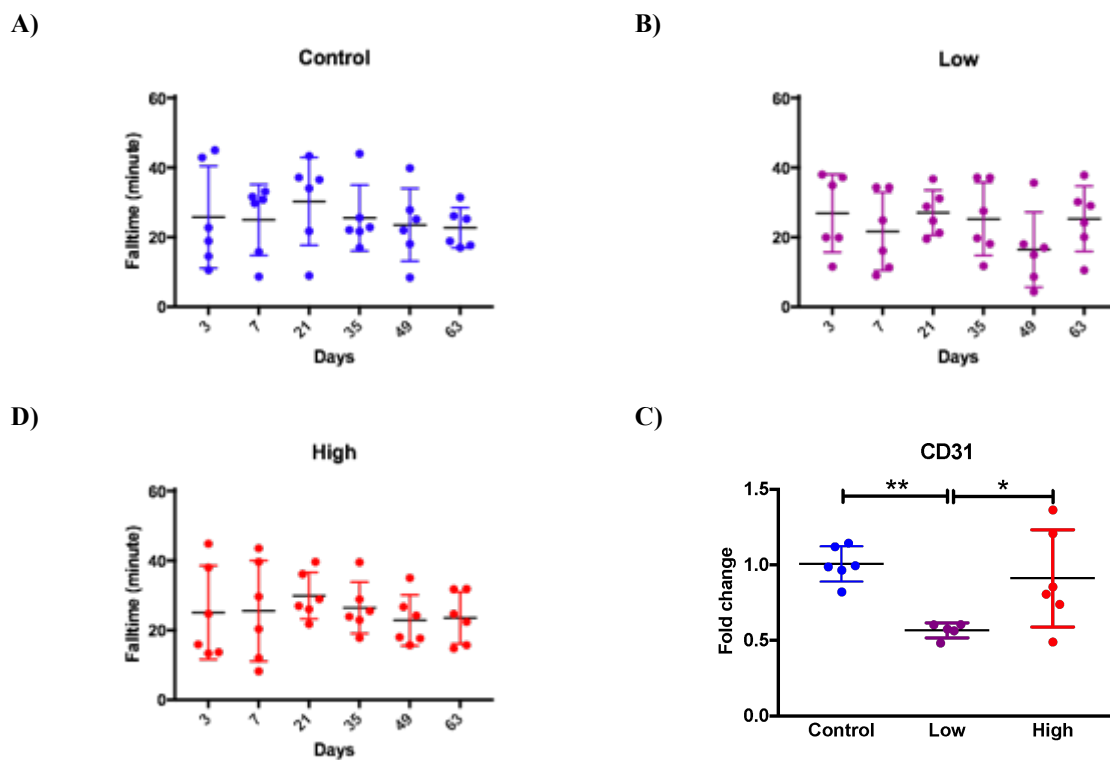 A)
Control
Falltime (minute)
60
40
20
0
3
7
21
35
49
63
Days
B)
Low
60
40
20
0
3
7
21
35
49
63
Days
D)
High
Falltime (minute)
60
40
20
0
3
7
21
35
49
63
Days
C)
CD31
Fold change
1.5
1.0
0.5
0.0
**
*
Control
Low
High